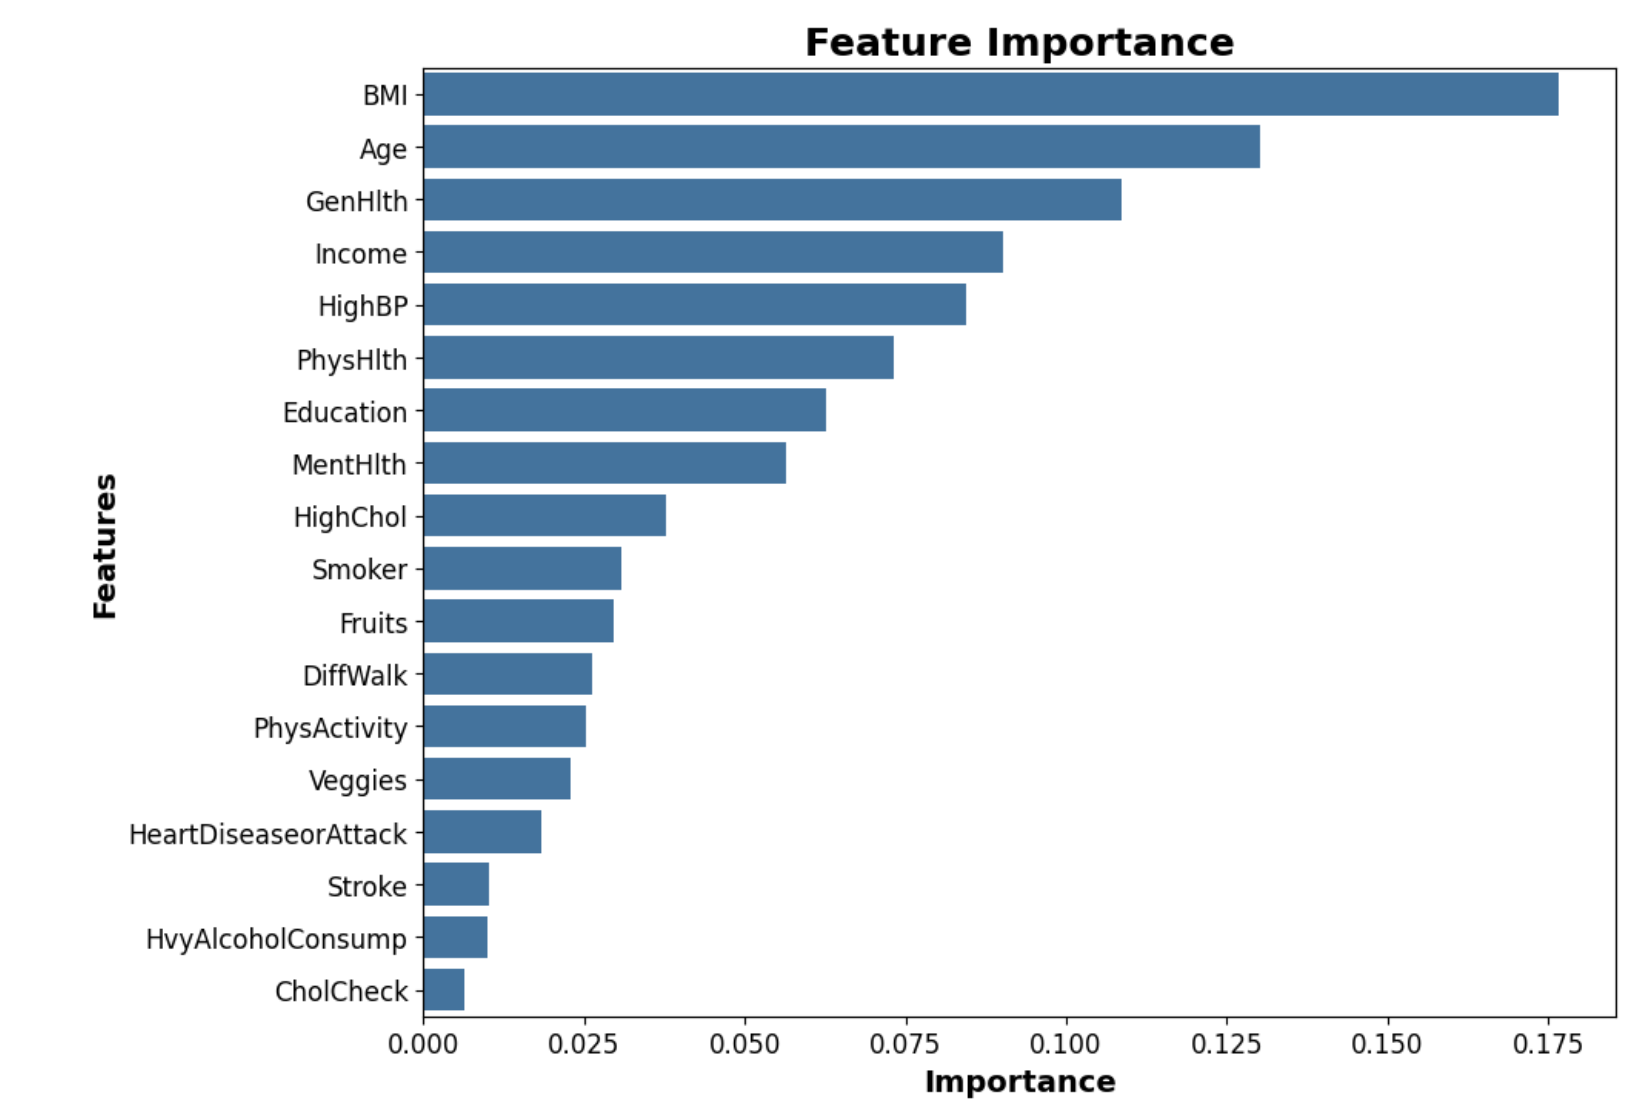 Feature Importance
BMI
Age
GenHlth
Income
HighBP
PhysHlth
Education
MentHlth
HighChol
Smoker
Fruits
DiffWalk
PhysActivity
Veggies
HeartDiseaseorAttack
Stroke
HvyAlcoholConsump
CholCheck
Features
0.000 0.025 0.050 0.075 0.100 0.125 0.150 0.175
Importance